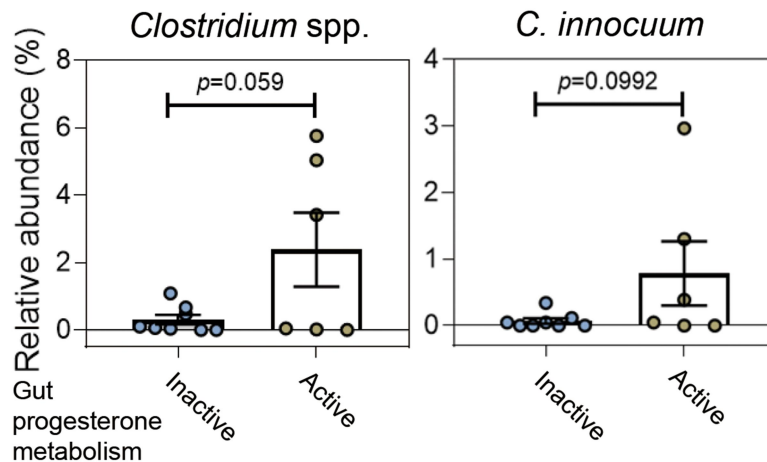 Clostridium spp.
C. innocuum
Relative abundance (%)
8
6
4
2
0
p=0.059
4
3
2
1
0
p=0.0992
Gut
progesterone
metabolism
Inactive
Active
Inactive
Active